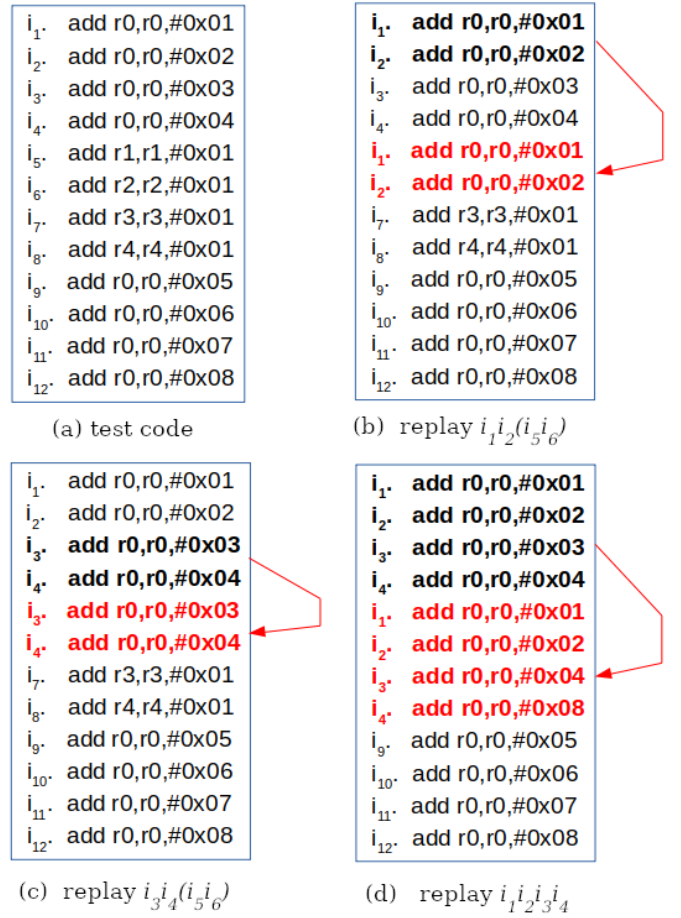 i1. add r0,r0,#0x01
i2. add r0,r0,#0x02
i3. add r0,r0,#0x03
i4. add r0,r0,#0x04
i5. add r1,r1,#0x01
i6. add r2,r2,#0x01
i7. add r3,r3,#0x01
i8. add r4,r4,#0x01
i9. add r0,r0,#0x05
i10. add r0,r0,#0x06
i11. add r0,r0,#0x07
i12. add r0,r0,#0x08
(a) test code
i1. add r0,r0,#0x01
i2. add r0,r0,#0x02
i3. add r0,r0,#0x03
i4. add r0,r0,#0x04
i1. add r0,r0,#0x01
i2. add r0,r0,#0x02
i7. add r3,r3,#0x01
i8. add r4,r4,#0x01
i9. add r0,r0,#0x05
i10. add r0,r0,#0x06
i11. add r0,r0,#0x07
i12. add r0,r0,#0x08
(b) replay i1i2(i5i6)
i1. add r0,r0,#0x01
i2. add r0,r0,#0x02
i3. add r0,r0,#0x03
i4. add r0,r0,#0x04
i3. add r0,r0,#0x03
i4. add r0,r0,#0x04
i7. add r3,r3,#0x01
i8. add r4,r4,#0x01
i9. add r0,r0,#0x05
i10. add r0,r0,#0x06
i11. add r0,r0,#0x07
i12. add r0,r0,#0x08
(c) replay i3i4(i5i6)
i1. add r0,r0,#0x01
i2. add r0,r0,#0x02
i3. add r0,r0,#0x03
i4. add r0,r0,#0x04
i1. add r0,r0,#0x01
i2. add r0,r0,#0x02
i3. add r0,r0,#0x04
i4. add r0,r0,#0x08
i9. add r0,r0,#0x05
i10. add r0,r0,#0x06
i11. add r0,r0,#0x07
i12. add r0,r0,#0x08
(d) replay i1i2i3i4